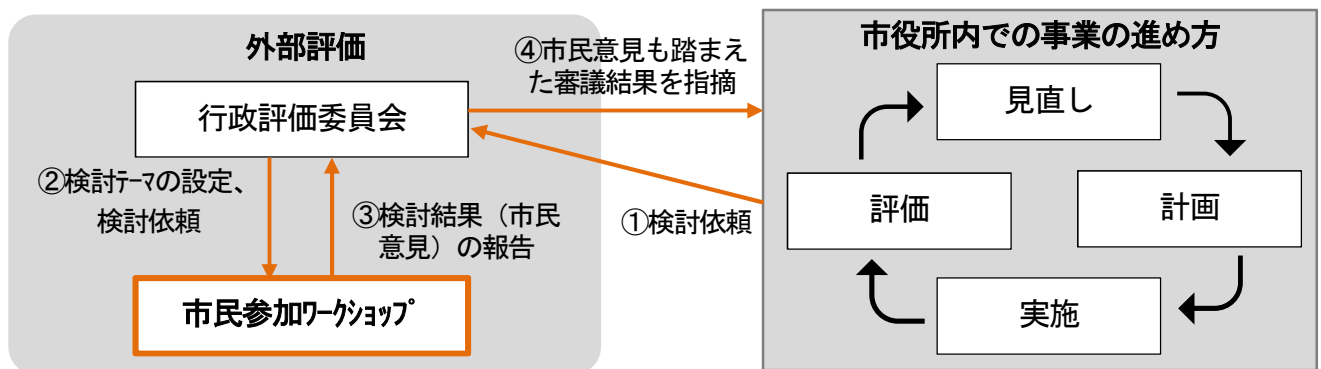 外部評価
行政評価委員会
②検討ﾃｰﾏの設定、
検討依頼
③検討結果（市民
意見）の報告
市民参加ﾜｰｸｼｮｯﾌﾟ
④市民意見も踏まえ
た審議結果を指摘
①検討依頼
市役所内での事業の進め方
見直し
評価
計画
実施